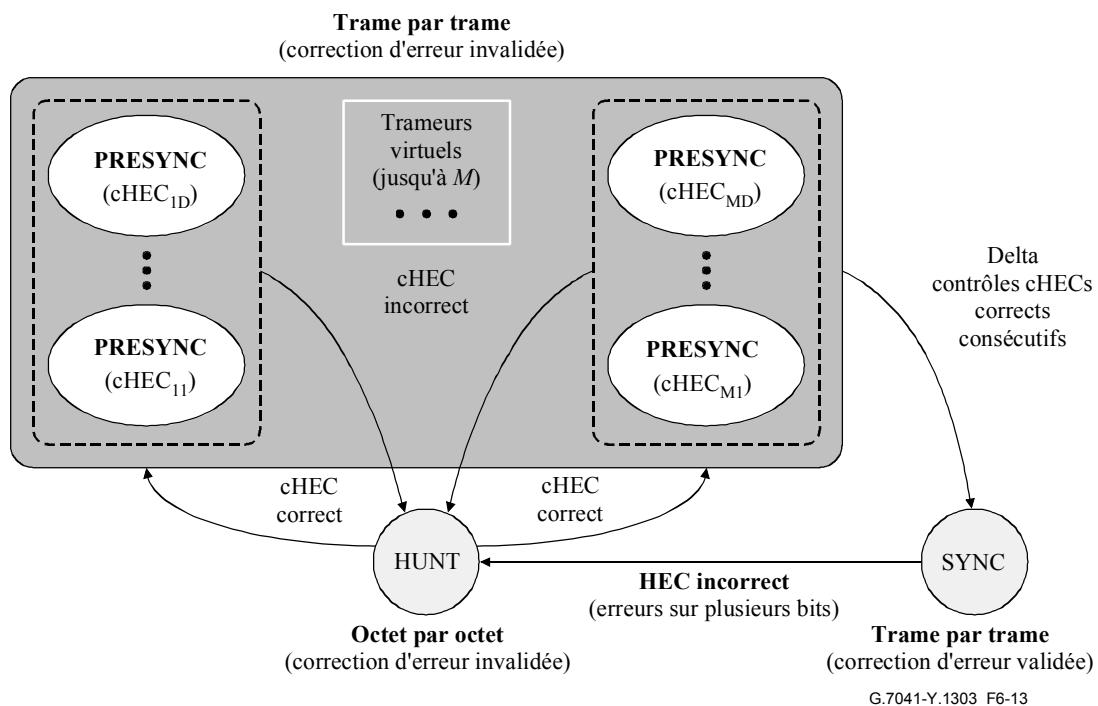 Trame par trame
(correction d'erreur invalidée)
PRESYNC
(cHEC1D)
Trameurs
virtuels
(jusqu'à M)
PRESYNC
(cHECMD)
cHEC
incorrect
Delta
contrôles cHECs
corrects
consécutifs
PRESYNC
(cHEC11)
PRESYNC
(cHECM1)
cHEC
correct
cHEC
correct
HUNT
SYNC
HEC incorrect
(erreurs sur plusieurs bits)
Octet par octet
(correction d'erreur invalidée)
Trame par trame
(correction d'erreur validée)
G.7041-Y.1303_F6-13